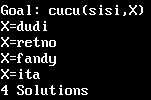 Goal: cucu(sisi,X)
X=dudi
X=retno
X=fandy
X=ita
4 Solutions